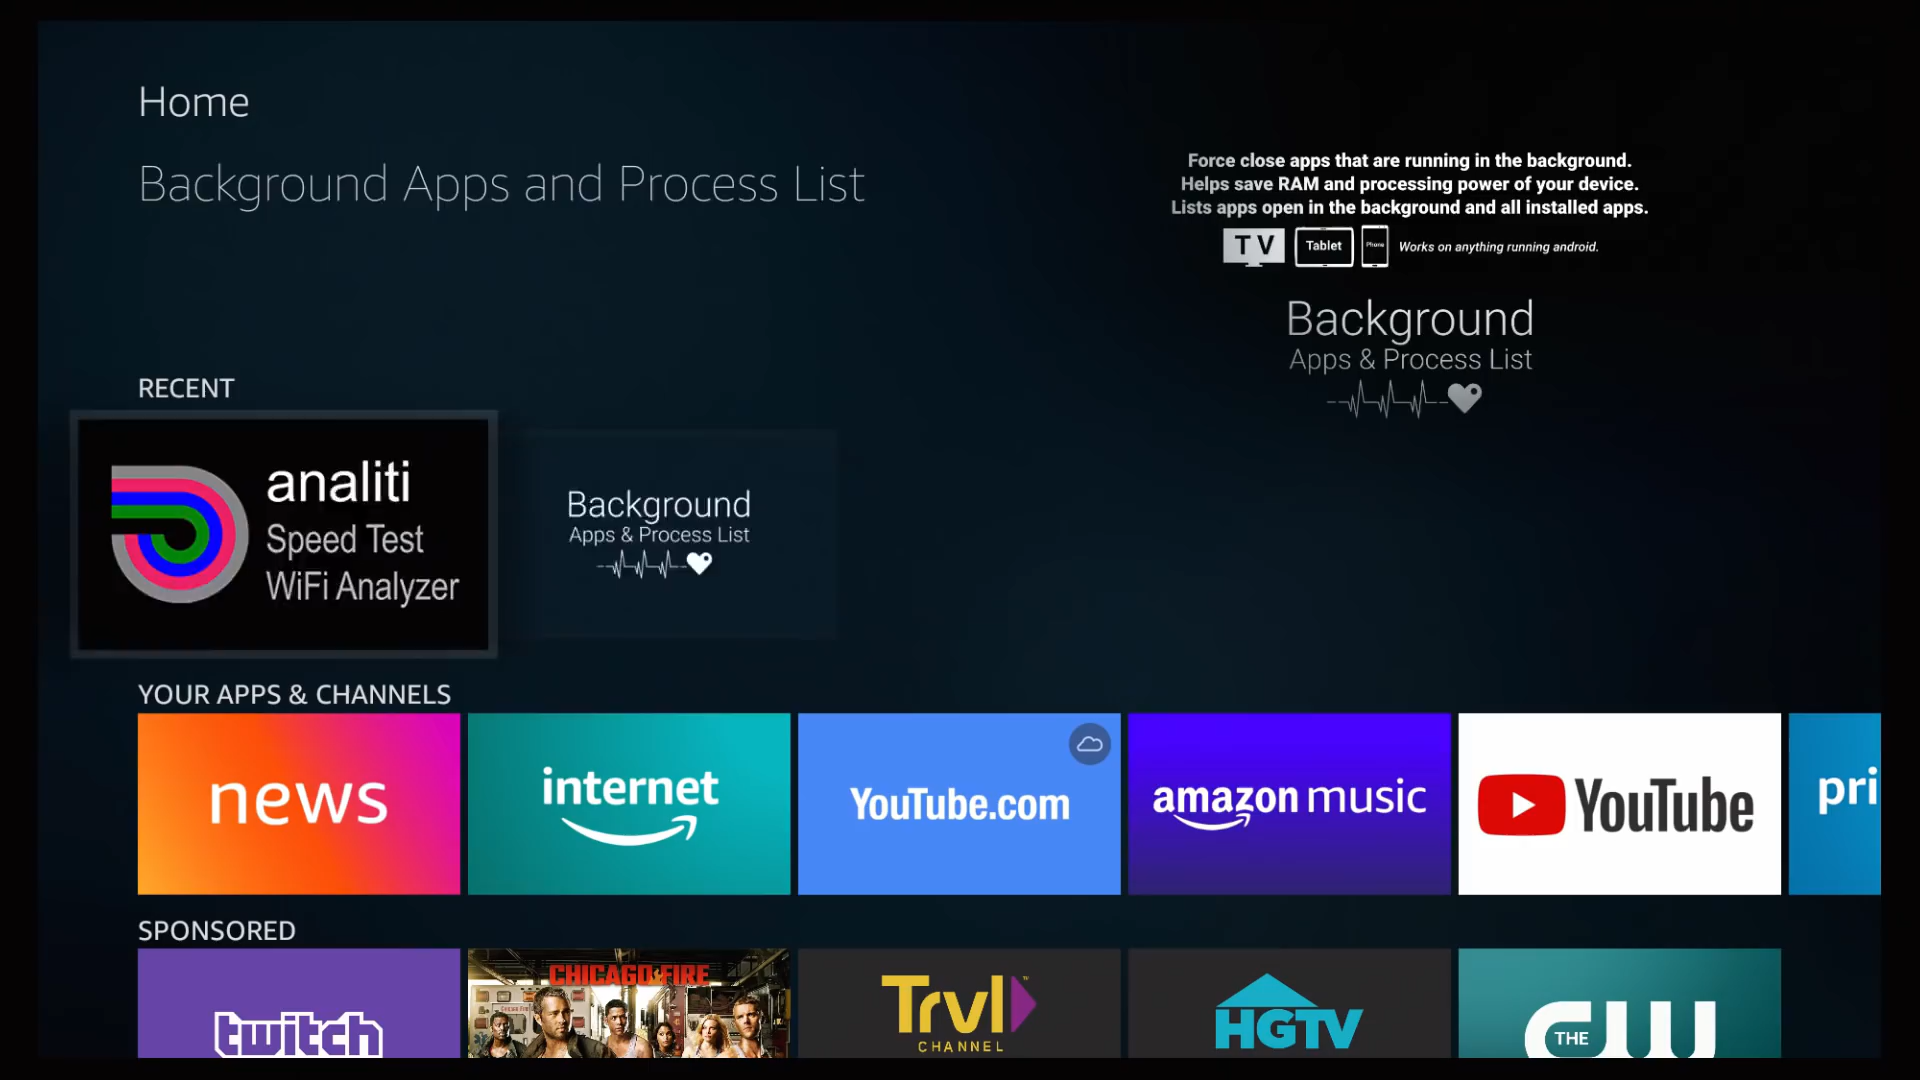 Home
Background Apps and Process List
Force close apps that are running in the background.
Helps save RAM and processing power of your device.
Lists apps open in the background and all installed apps.
TV
Tablet
Phone
Works on anything running android.
Background
Apps & Process List
RECENT
analiti
Speed Test
WiFi Analyzer
Background
Apps & Process List
YOUR APPS & CHANNELS
news
internet
YouTube.com
amazon music
YouTube
pri
SPONSORED
twitch
CHICAGO FIRE
Trvl
CHANNEL
HGTV
THE CW